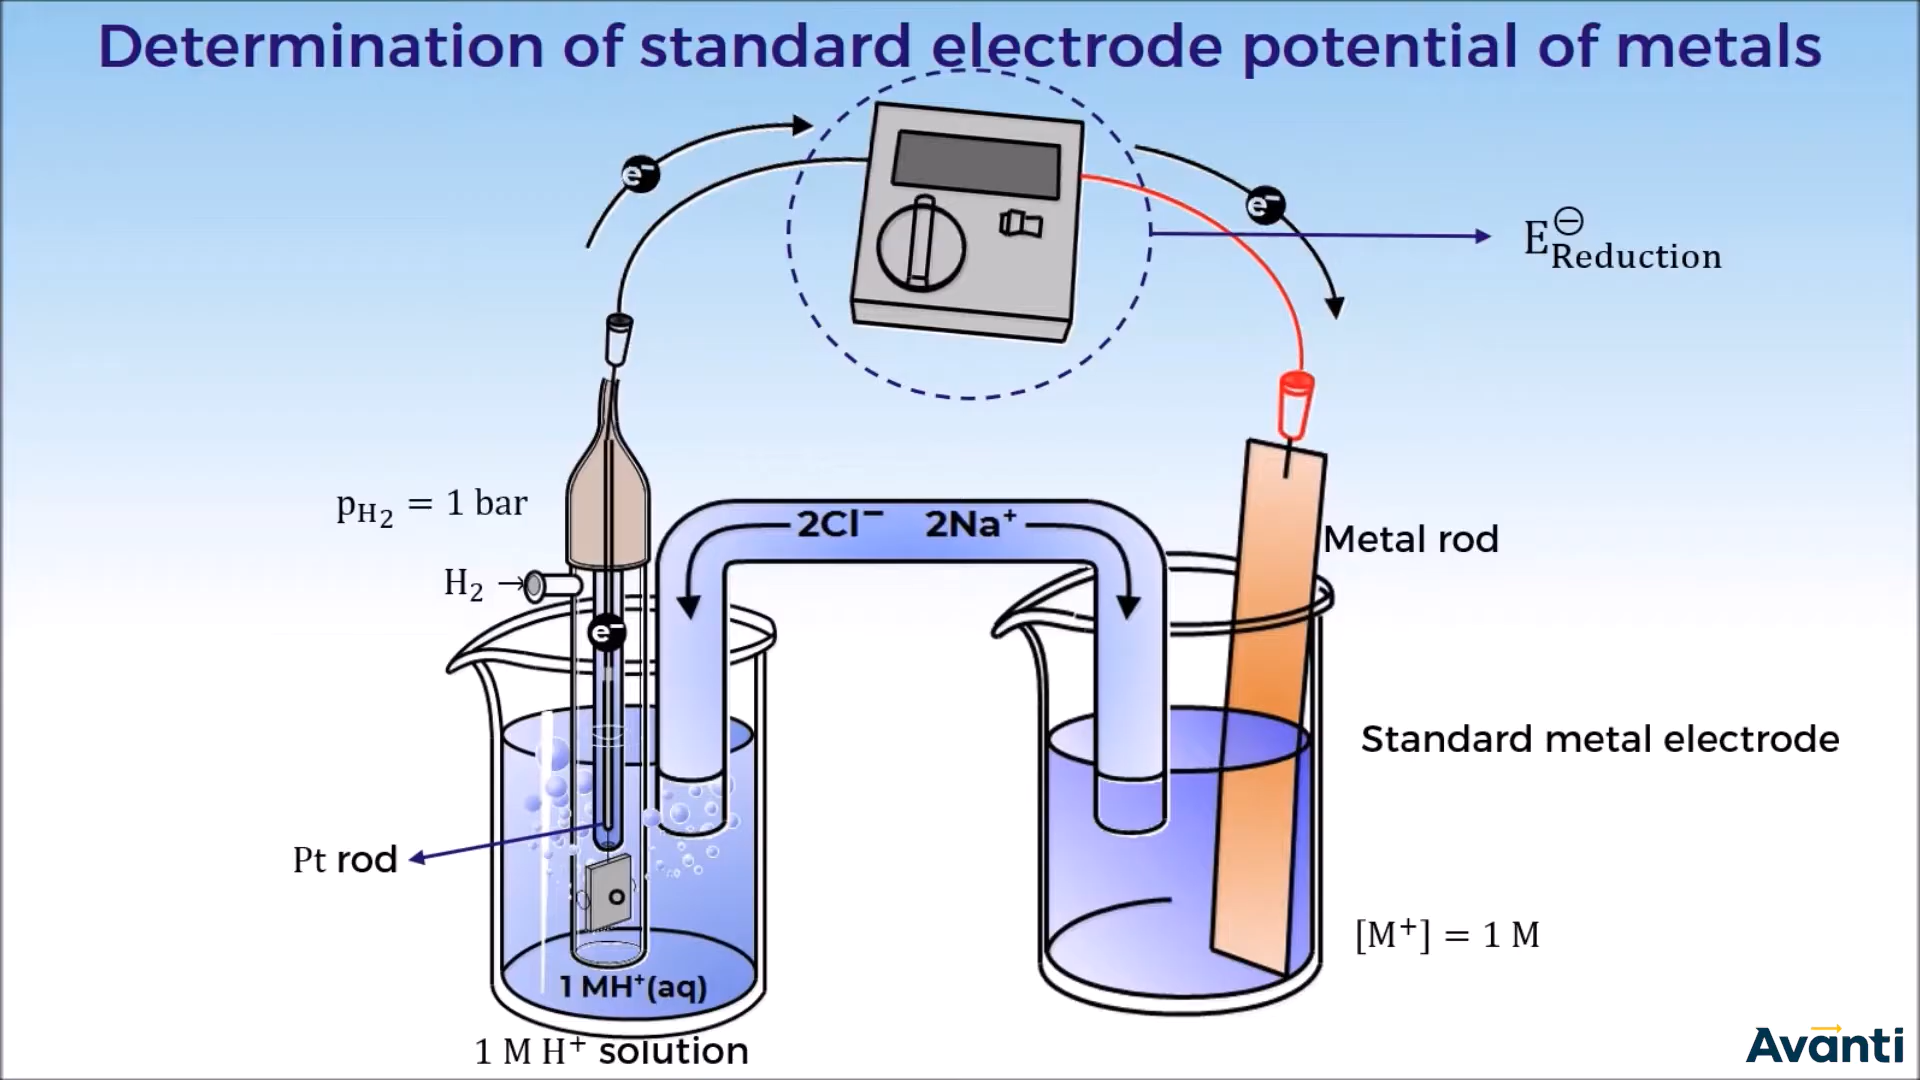 Determination of standard electrode potential of metals
e⁻
e⁻
E⊖Reduction
pH₂ = 1 bar
2Cl⁻ 2Na⁺
Metal rod
H₂ →
e⁻
Standard metal electrode
Pt rod
[M⁺] = 1 M
1 MH⁺(aq)
1 M H⁺ solution
Avanti